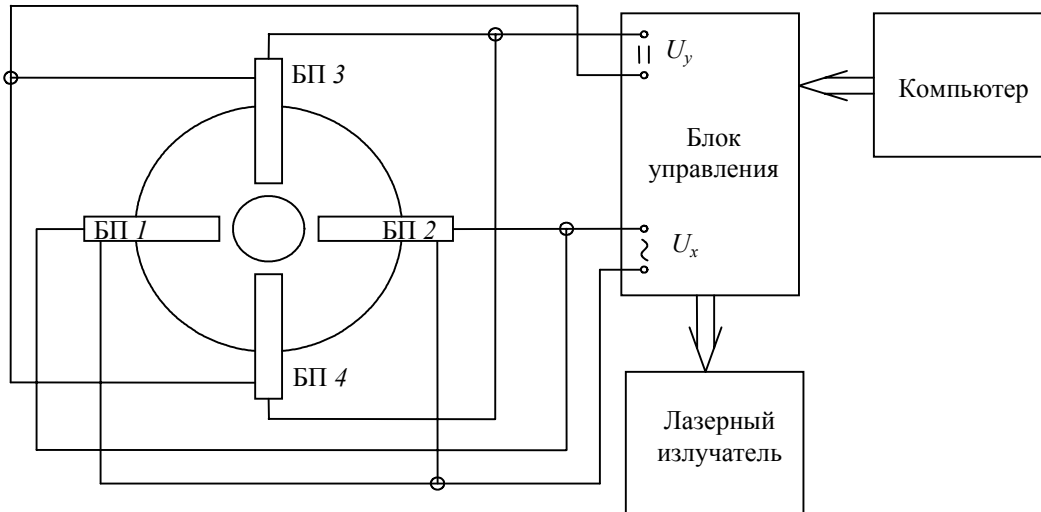 БП 3
U_y
Компьютер
Блок
управления
БП 1
БП 2
U_x
БП 4
Лазерный
излучатель